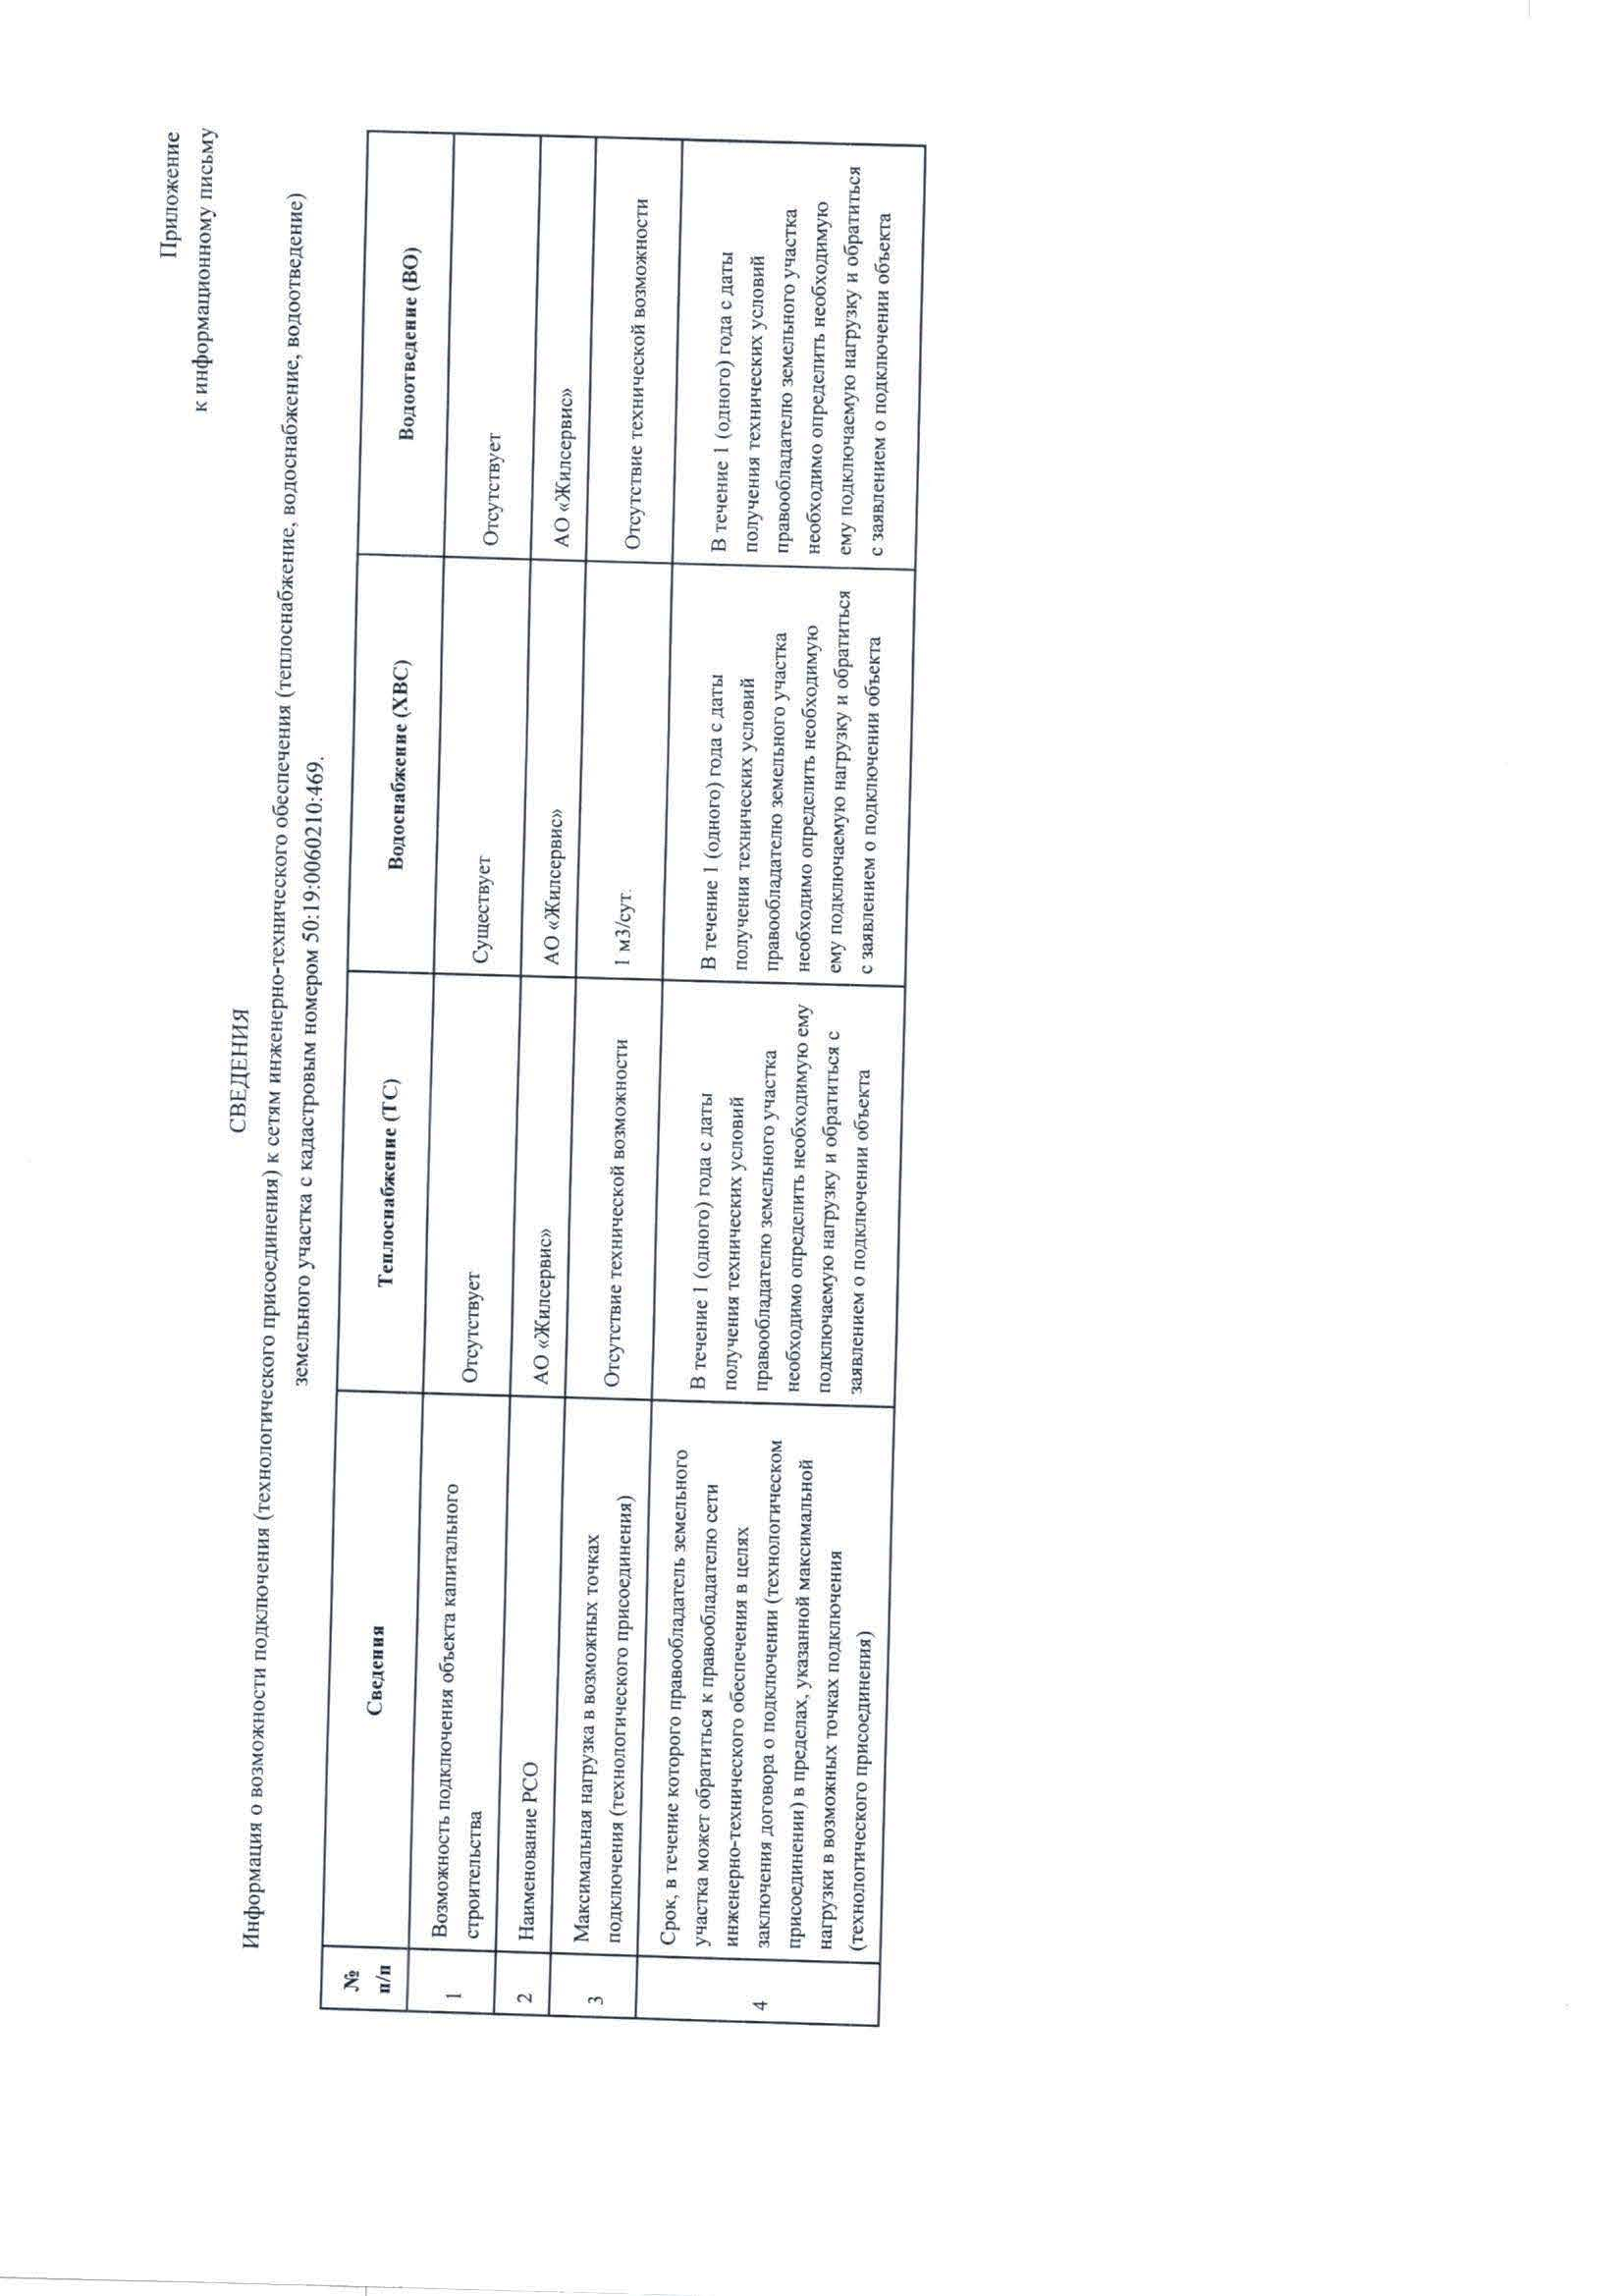 Приложение
к информационному письму
СВЕДЕНИЯ
Информация о возможности подключения (технологического присоединения) к сетям инженерно-технического обеспечения (теплоснабжение, водоснабжение, водоотведение)
земельного участка с кадастровым номером 50:19:0060210:469.
№
п/п
Сведения
Теплоснабжение (ТС)
Водоснабжение (ХВС)
Водоотведение (ВО)
1
Возможность подключения объекта капитального
строительства
Отсутствует
Существует
Отсутствует
2
Наименование РСО
АО «Жилсервис»
АО «Жилсервис»
АО «Жилсервис»
3
Максимальная нагрузка в возможных точках
подключения (технологического присоединения)
Отсутствие технической возможности
1 м3/сут.
Отсутствие технической возможности
4
Срок, в течение которого правообладатель земельного
участка может обратиться к правообладателю сети
инженерно-технического обеспечения в целях
заключения договора о подключении (технологическом
присоединении) в пределах, указанной максимальной
нагрузки в возможных точках подключения
(технологического присоединения)
В течение 1 (одного) года с даты
получения технических условий
правообладателю земельного участка
необходимо определить необходимую ему
подключаемую нагрузку и обратиться с
заявлением о подключении объекта
В течение 1 (одного) года с даты
получения технических условий
правообладателю земельного участка
необходимо определить необходимую
ему подключаемую нагрузку и обратиться
с заявлением о подключении объекта
В течение 1 (одного) года с даты
получения технических условий
правообладателю земельного участка
необходимо определить необходимую
ему подключаемую нагрузку и обратиться
с заявлением о подключении объекта